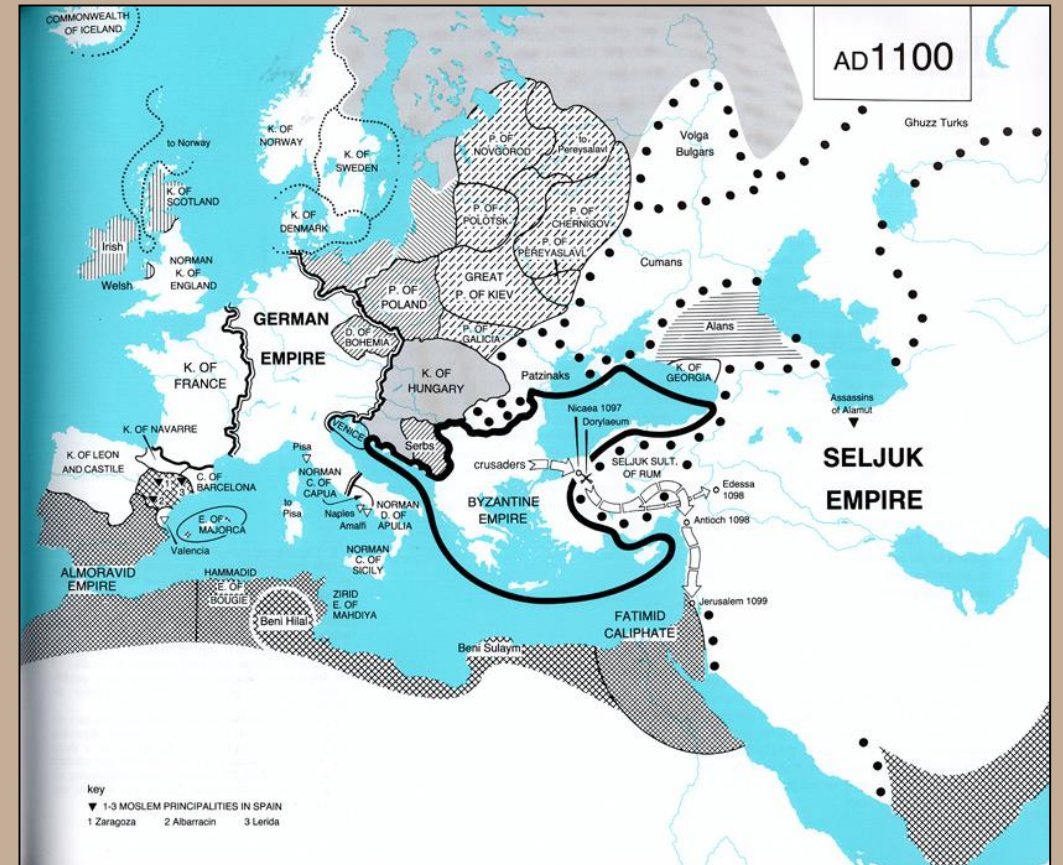 COMMONWEALTH
OF ICELAND
AD1100
Ghuzz Turks
Volga
Bulgars
K. OF
NORWAY
to Norway
K. OF
SWEDEN
P. OF
NOVGOROD
to
Pereyaslavl
K. OF
SCOTLAND
K. OF
DENMARK
P. OF
POLOTSK
P. OF
CHERNIGOV
P. OF
PEREYASLAVL
Irish
NORMAN
K. OF
ENGLAND
Welsh
Cumans
GREAT
P. OF KIEV
P. OF
POLAND
GERMAN
EMPIRE
D. OF
BOHEMIA
P. OF
GALICIA
Alans
K. OF
FRANCE
K. OF
HUNGARY
Patzinaks
K. OF
GEORGIA
Assassins
of Alamut
Nicaea 1097
Dorylaeum
K. OF NAVARRE
VENICE
Serbs
K. OF LEON
AND CASTILE
C. OF
BARCELONA
Pisa
crusaders
SELJUK SULT.
OF RUM
SELJUK
EMPIRE
NORMAN
C. OF
CAPUA
Edessa
1098
1
2
3
to
Pisa
Naples
Amalfi
NORMAN
D. OF
APULIA
BYZANTINE
EMPIRE
Antioch 1098
E. OF
MAJORCA
Valencia
NORMAN
C. OF
SICILY
ALMORAVID
EMPIRE
HAMMADID
E. OF
BOUGIE
ZIRID
E. OF
MAHDIYA
Jerusalem 1099
Beni Hilal
FATIMID
CALIPHATE
Beni Sulaym
key
▼ 1-3 MOSLEM PRINCIPALITIES IN SPAIN
1 Zaragoza 2 Albarracin 3 Lerida